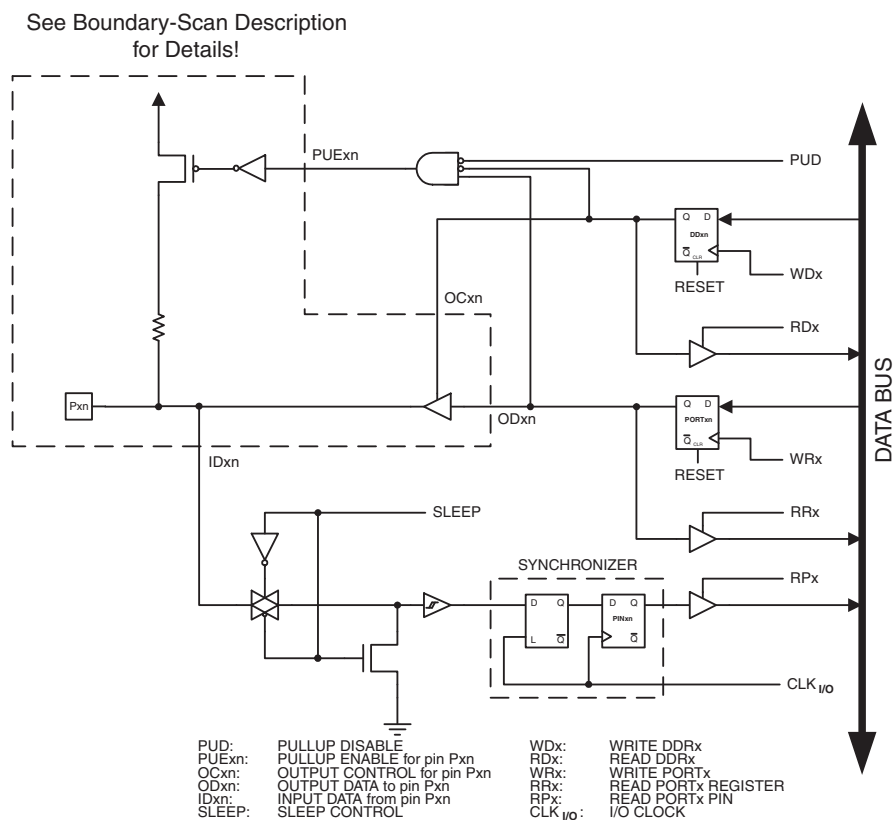 See Boundary-Scan Description
for Details!
PUExn
PUD
Q D
DDxn
Q CLR
WDx
RESET
OCxn
RDx
Pxn
ODxn
Q D
PORTxn
Q CLR
WRx
RESET
IDxn
DATA BUS
SLEEP
RRx
SYNCHRONIZER
RPx
D Q
L Q
D Q
PINxn
Q
CLK I/O
PUD: PULLUP DISABLE
PUExn: PULLUP ENABLE for pin Pxn
OCxn: OUTPUT CONTROL for pin Pxn
ODxn: OUTPUT DATA to pin Pxn
IDxn: INPUT DATA from pin Pxn
SLEEP: SLEEP CONTROL
WDx: WRITE DDRx
RDx: READ DDRx
WRx: WRITE PORTx
RRx: READ PORTx REGISTER
RPx: READ PORTx PIN
CLK I/O: I/O CLOCK